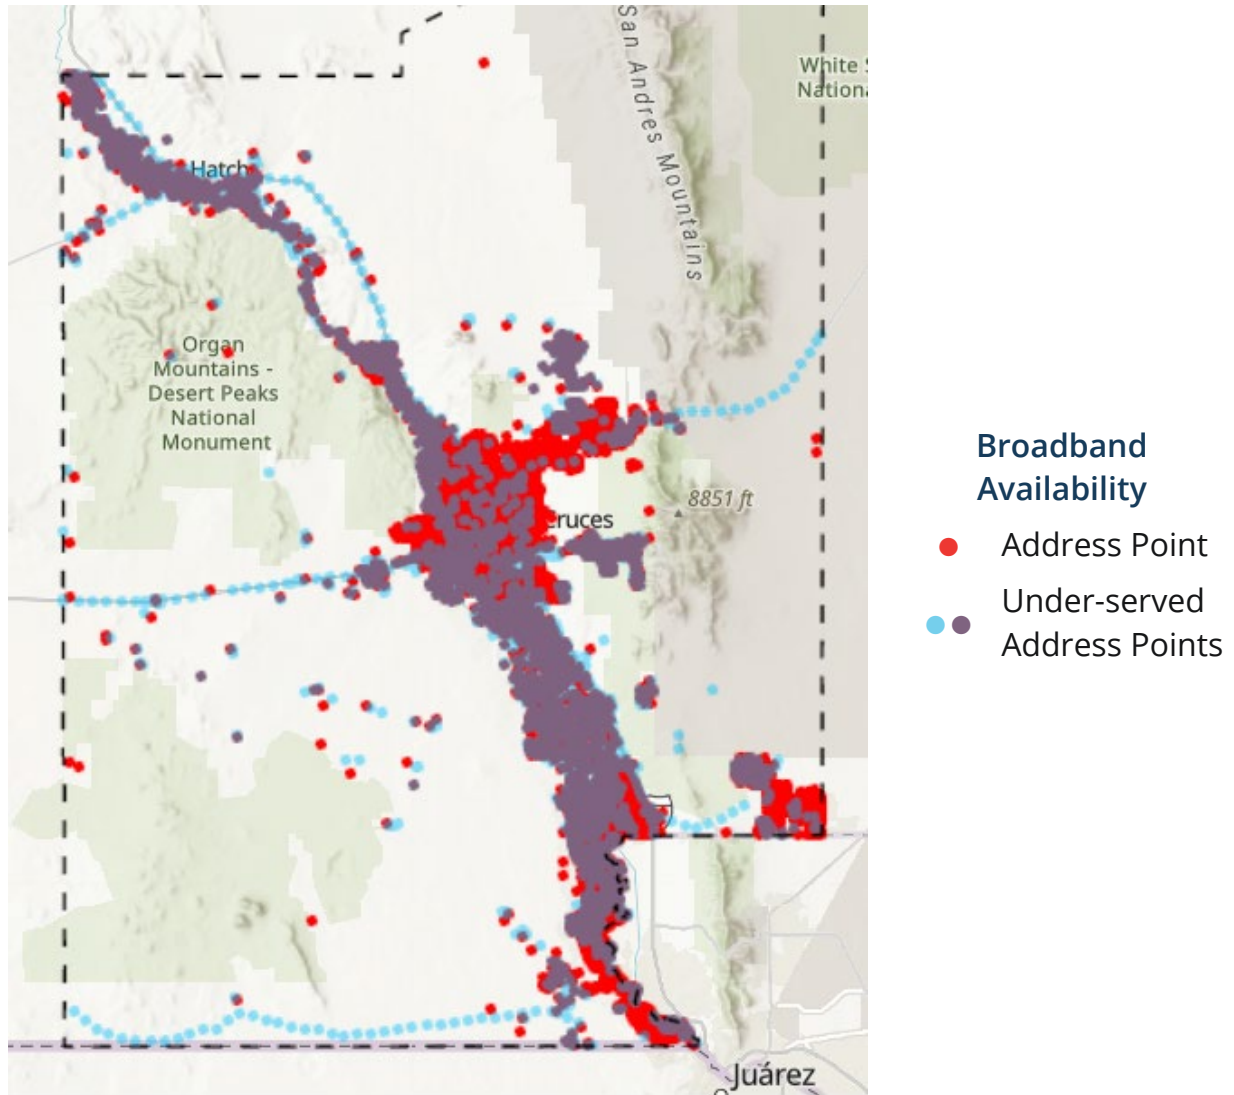 San Andres Mountains
White S
Nationa
Hatch
Organ
Mountains -
Desert Peaks
National
Monument
8851 ft
Cruces
Juárez
Broadband
Availability
Address Point
Under-served
Address Points